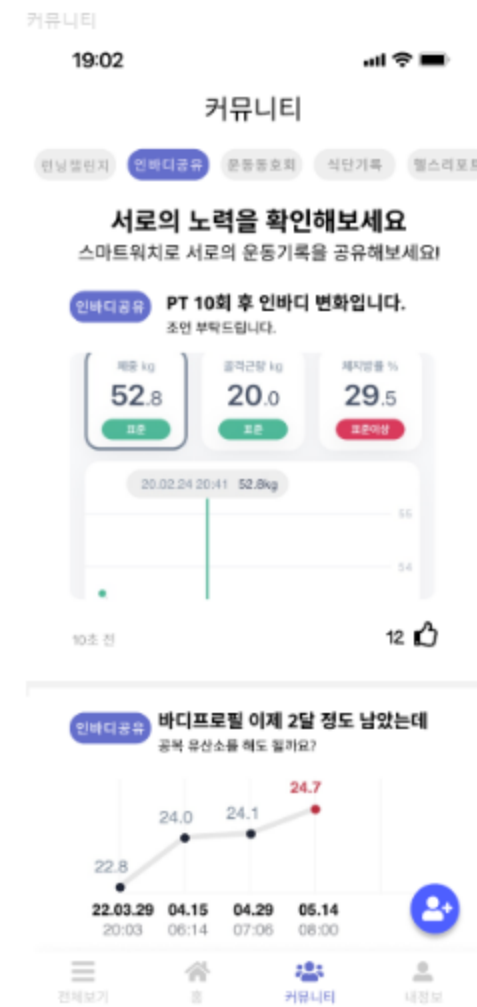 커뮤니티
19:02
커뮤니티
런닝챌린지 인바디공유 운동동호회 식단기록 헬스리포트
서로의 노력을 확인해보세요
스마트워치로 서로의 운동기록을 공유해보세요!
인바디공유 PT 10회 후 인바디 변화입니다.
조언 부탁드립니다.
체중 kg 골격근량 kg 체지방률 %
52.8 20.0 29.5
표준 표준 표준이상
20.02.24 20:41 52.8kg
55
54
10초 전 12
인바디공유 바디프로필 이제 2달 정도 남았는데
공복 유산소를 해도 될까요?
24.7
24.0 24.1
22.8
22.03.29 04.15 04.29 05.14
20:03 06:14 07:06 08:00
전체보기 홈 커뮤니티 내정보